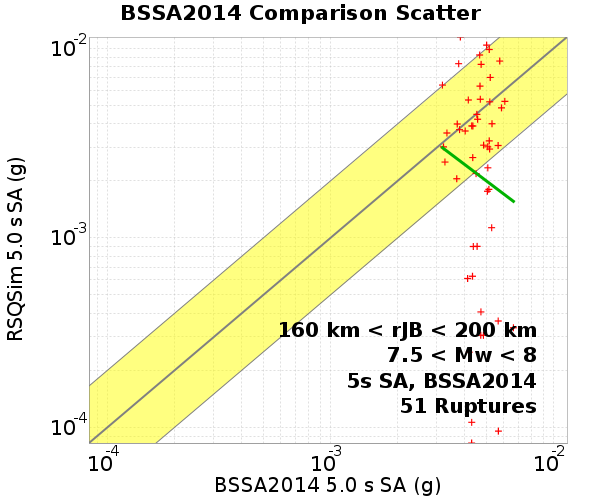 BSSA2014 Comparison Scatter
RSQSim 5.0 s SA (g)
10-2
10-3
10-4
160 km < rJB < 200 km
7.5 < Mw < 8
5s SA, BSSA2014
51 Ruptures
10-4
10-3
10-2
BSSA2014 5.0 s SA (g)